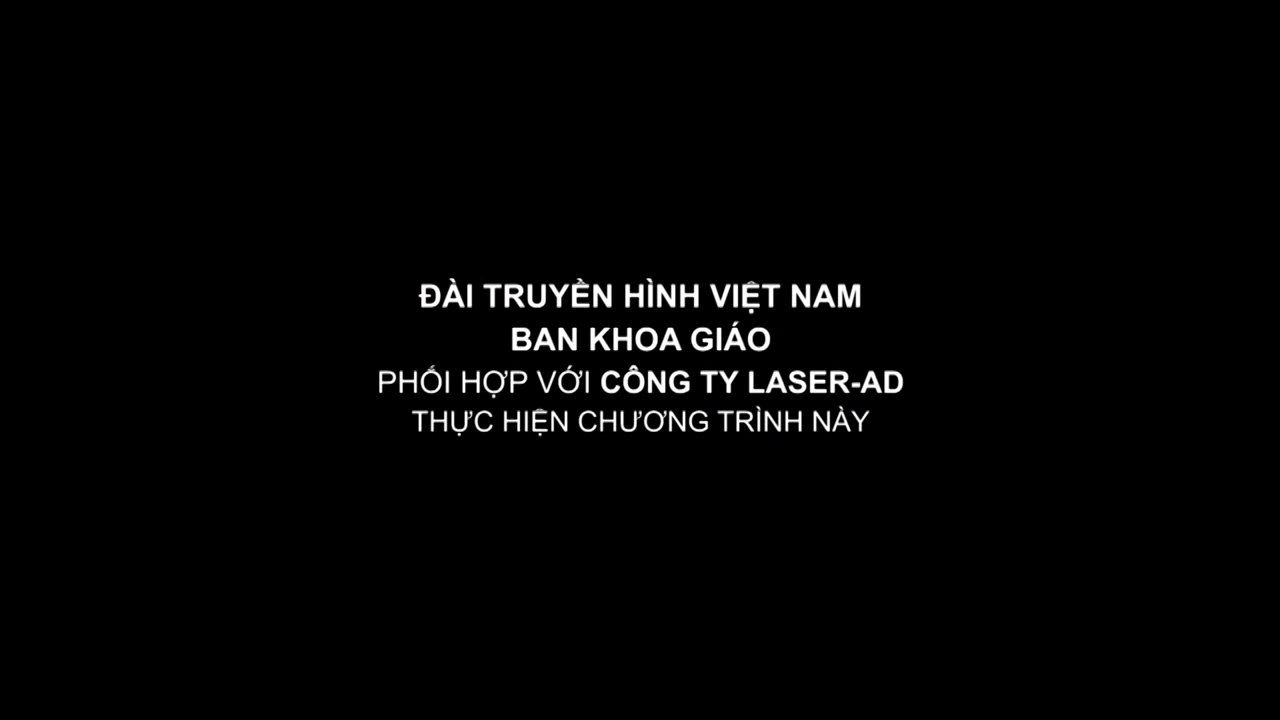 ĐÀI TRUYỀN HÌNH VIỆT NAM
BAN KHOA GIÁO
PHỐI HỢP VỚI CÔNG TY LASER-AD
THỰC HIỆN CHƯƠNG TRÌNH NÀY